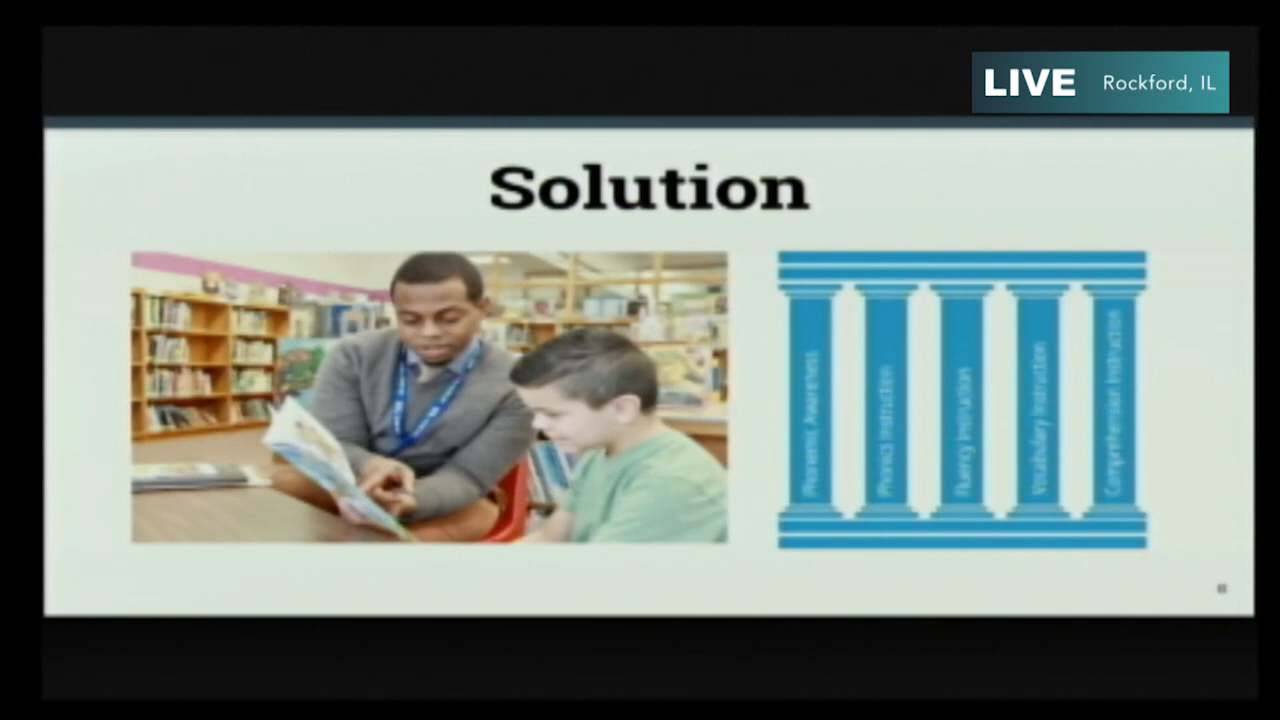 LIVE Rockford, IL
Solution
Phonemic Awareness
Phonics Instruction
Fluency Instruction
Vocabulary Instruction
Comprehension Instruction